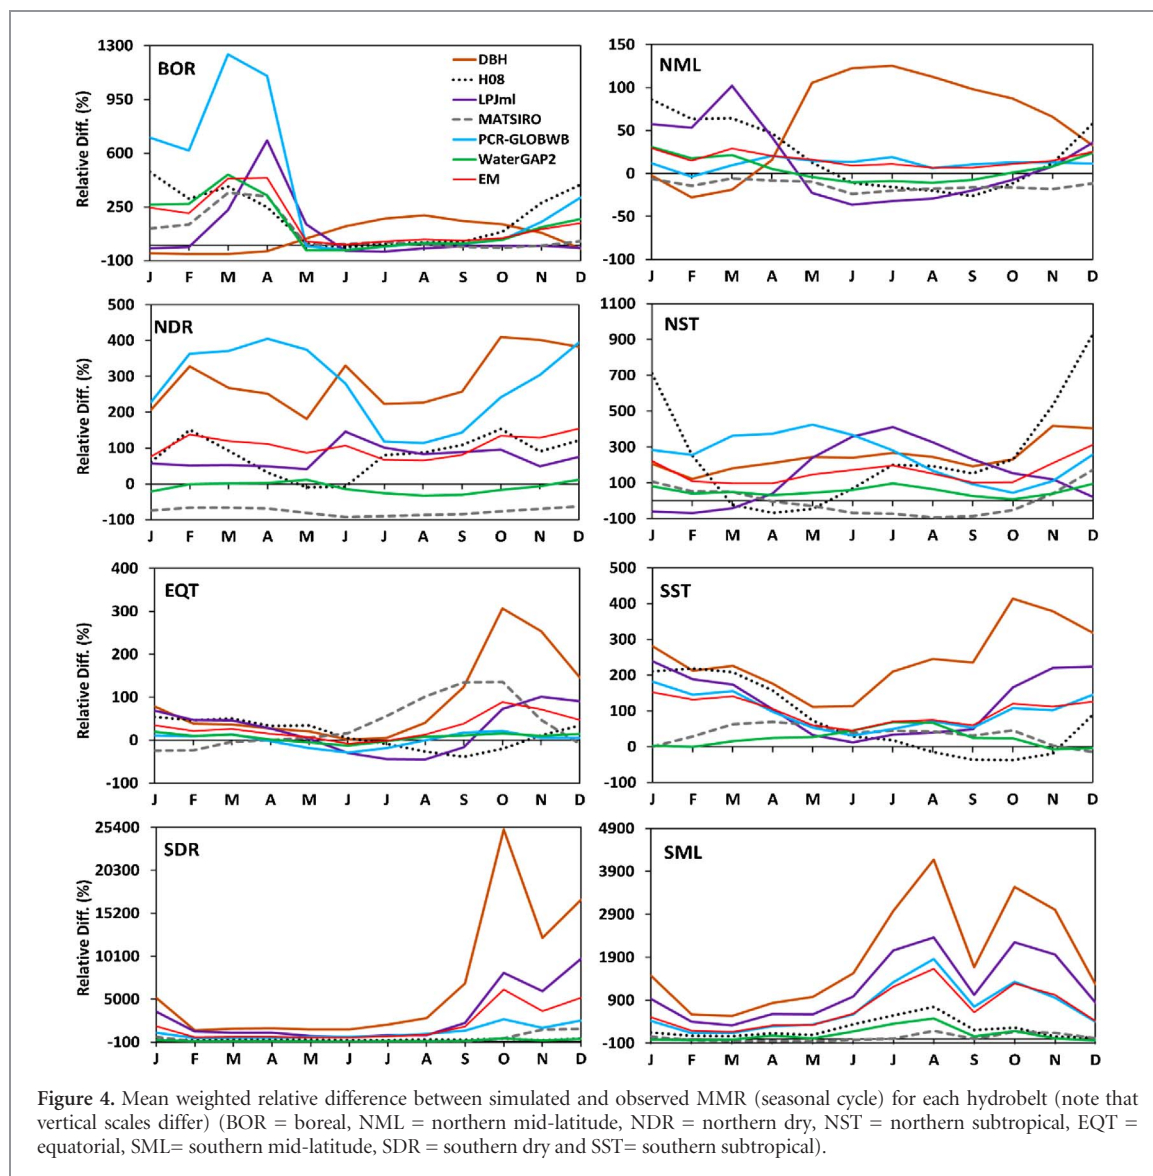 BOR
Relative Diff. (%)
1300
950
600
250
-100
J F M A M J J A S O N D
DBH
H08
LPJml
MATSIRO
PCR-GLOBWB
WaterGAP2
EM
NML
150
100
50
0
-50
-100
J F M A M J J A S O N D
NDR
Relative Diff. (%)
500
400
300
200
100
0
-100
J F M A M J J A S O N D
NST
1100
900
700
500
300
100
-100
J F M A M J J A S O N D
EQT
Relative Diff. (%)
400
300
200
100
0
-100
J F M A M J J A S O N D
SST
500
400
300
200
100
0
-100
J F M A M J J A S O N D
SDR
Relative Diff. (%)
25400
20300
15200
10100
5000
-100
J F M A M J J A S O N D
SML
4900
3900
2900
1900
900
-100
J F M A M J J A S O N D
Figure 4. Mean weighted relative difference between simulated and observed MMR (seasonal cycle) for each hydrobelt (note that
vertical scales differ) (BOR = boreal, NML = northern mid-latitude, NDR = northern dry, NST = northern subtropical, EQT =
equatorial, SML= southern mid-latitude, SDR = southern dry and SST= southern subtropical).